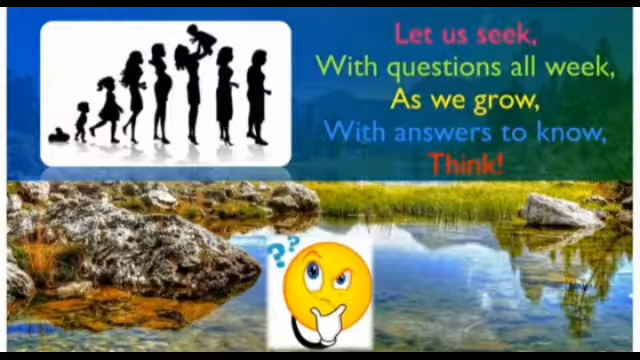 Let us seek,
With questions all week,
As we grow,
With answers to know,
Think!
??